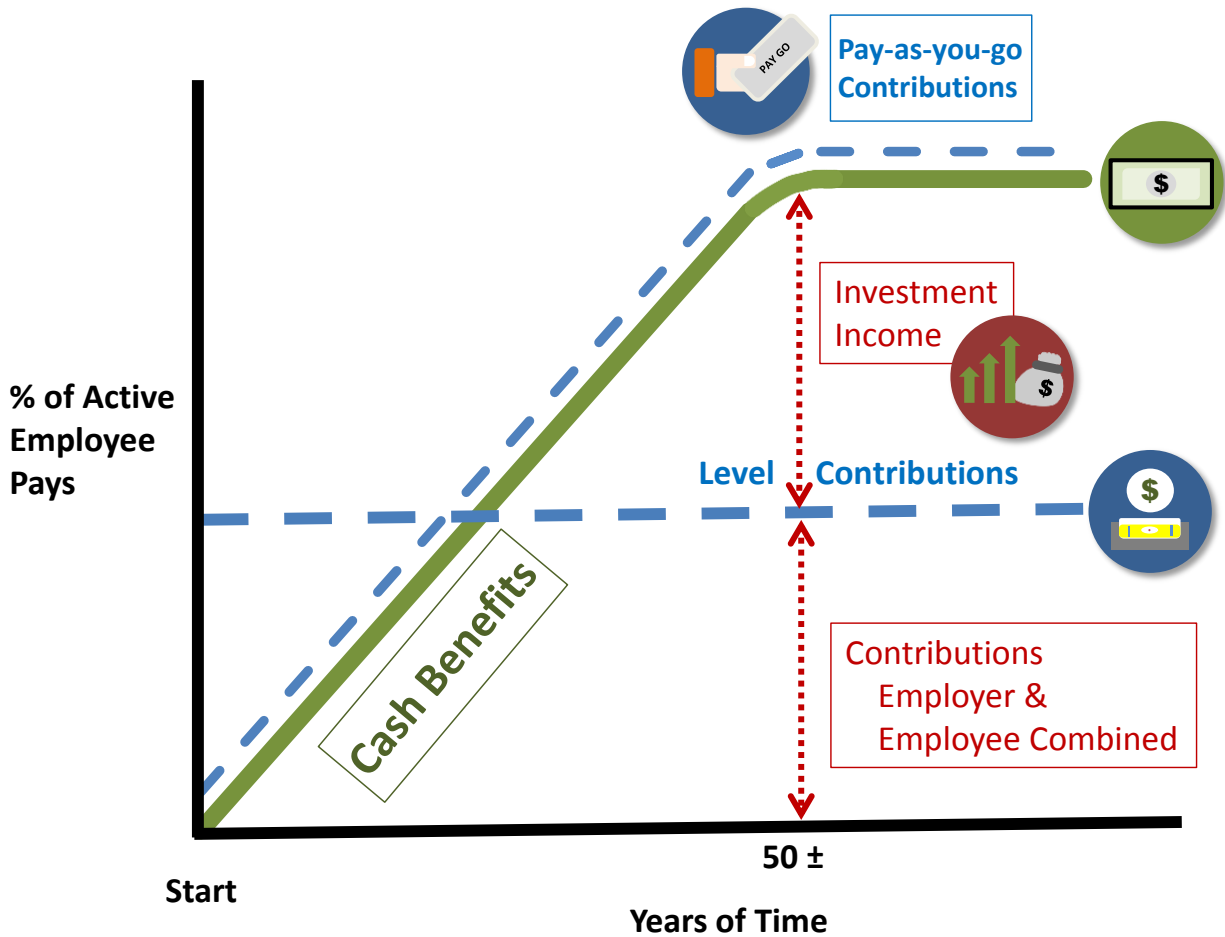 PAY GO
Pay-as-you-go
Contributions
$
Investment
Income
$
% of Active
Employee
Pays
Level Contributions
$
Cash Benefits
Contributions
Employer &
Employee Combined
50 ±
Start
Years of Time